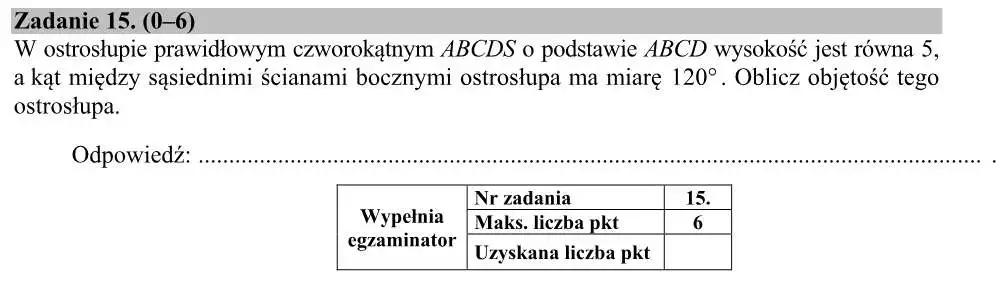 Zadanie 15. (0–6)
W ostrosłupie prawidłowym czworokątnym ABCDS o podstawie ABCD wysokość jest równa 5,
a kąt między sąsiednimi ścianami bocznymi ostrosłupa ma miarę 120°. Oblicz objętość tego
ostrosłupa.
Odpowiedź: ................................................................................................................................ .
Wypełnia
egzaminator
Nr zadania 15.
Maks. liczba pkt 6
Uzyskana liczba pkt